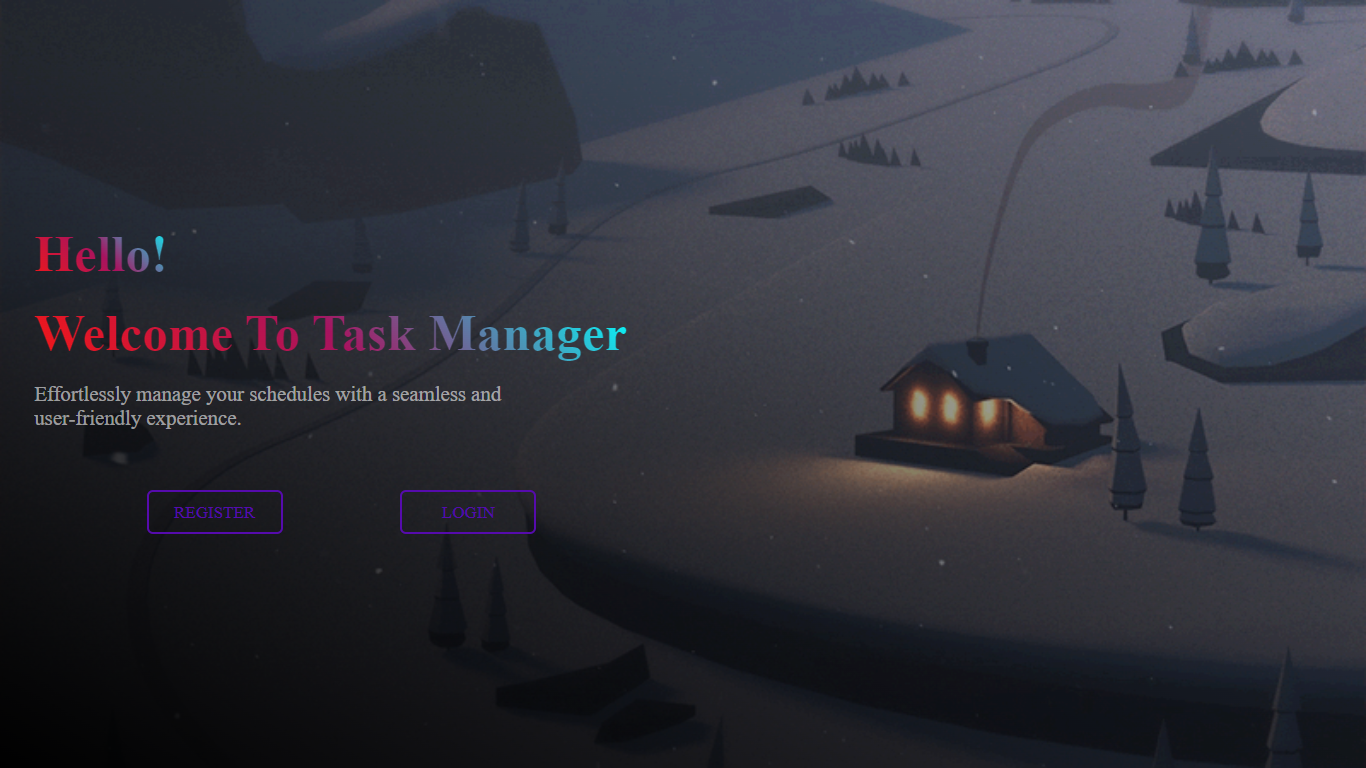 Hello!
Welcome To Task Manager
Effortlessly manage your schedules with a seamless and
user-friendly experience.
REGISTER
LOGIN